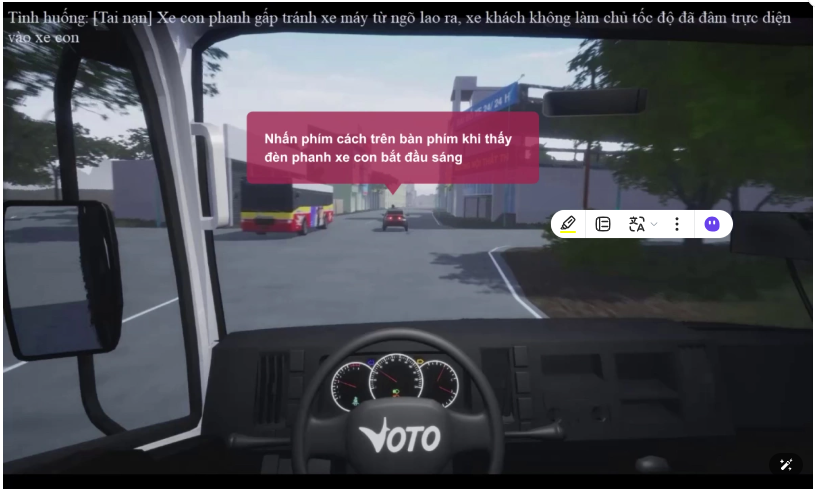 Tình huống: [Tai nạn] Xe con phanh gấp tránh xe máy từ ngõ lao ra, xe khách không làm chủ tốc độ đã đâm trực diện
vào xe con
Nhấn phím cách trên bàn phím khi thấy
đèn phanh xe con bắt đầu sáng
24/ 24 H
VOTO